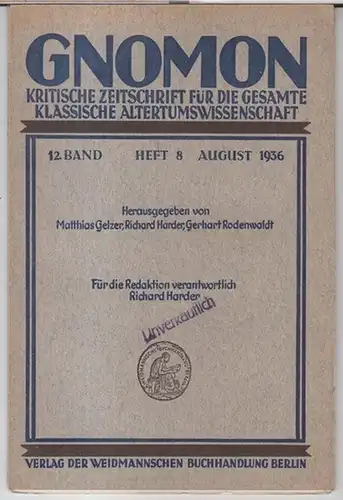 GNOMON
KRITISCHE ZEITSCHRIFT FÜR DIE GESAMTE
KLASSISCHE ALTERTUMSWISSENSCHAFT
12. BAND HEFT 8 AUGUST 1936
Herausgegeben von
Matthias Gelzer, Richard Harder, Gerhart Rodenwaldt
Für die Redaktion verantwortlich
Richard Harder
Unverkäuflich
VERLAG DER WEIDMANNSCHEN BUCHHANDLUNG BERLIN